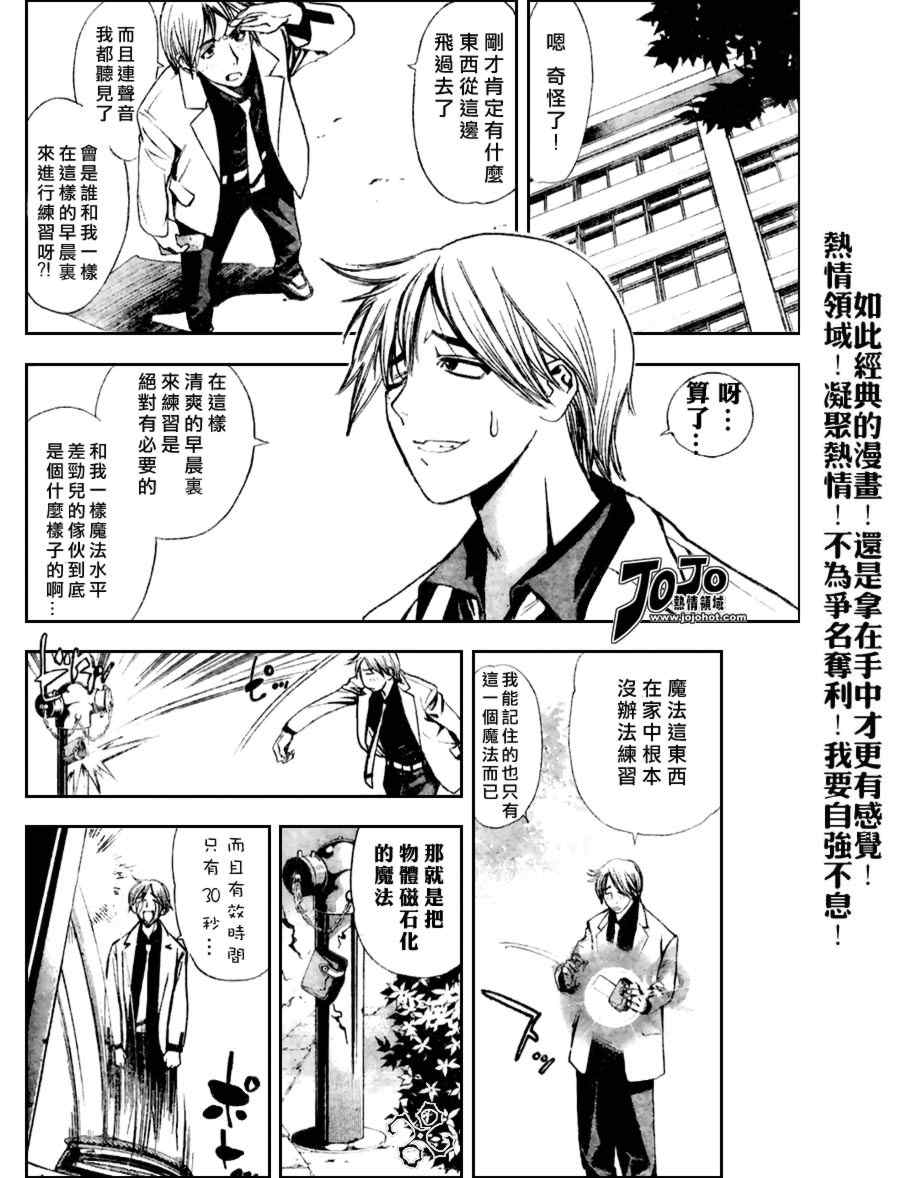 嗯 奇怪了！
剛才肯定有什麼
東西從這邊
飛過去了
而且連聲音
我都聽見了
會是誰和我一樣
在這樣的早晨裏
來進行練習呀?!
呀…
算了…
在這樣
清爽的早晨裏
來練習是
絕對有必要的
和我一樣魔法水平
差勁兒的傢伙到底
是個什麼樣子的啊…
JOJO
熱情領域
www.jojohot.com
魔法這東西
在家中根本
沒辦法練習
我能記住的也只有
這一個魔法而已
ピッ
ドッ
那就是把
物體磁石化
的魔法
而且有效時間
只有30秒…
ポトッ
如此經典的漫畫！還是拿在手中才更有感覺！
熱情領域！凝聚熱情！不為爭名奪利！我要自強不息！